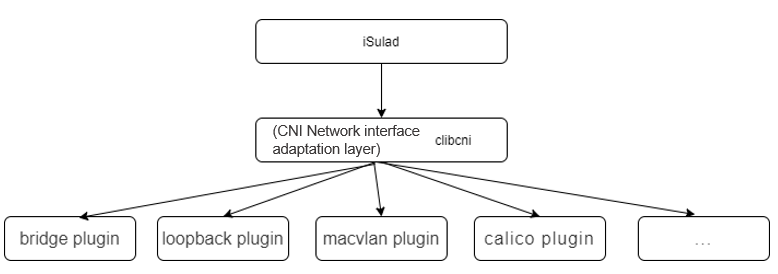 iSulad
(CNI Network interface
adaptation layer)
clibcni
bridge plugin
loopback plugin
macvlan plugin
calico plugin
...